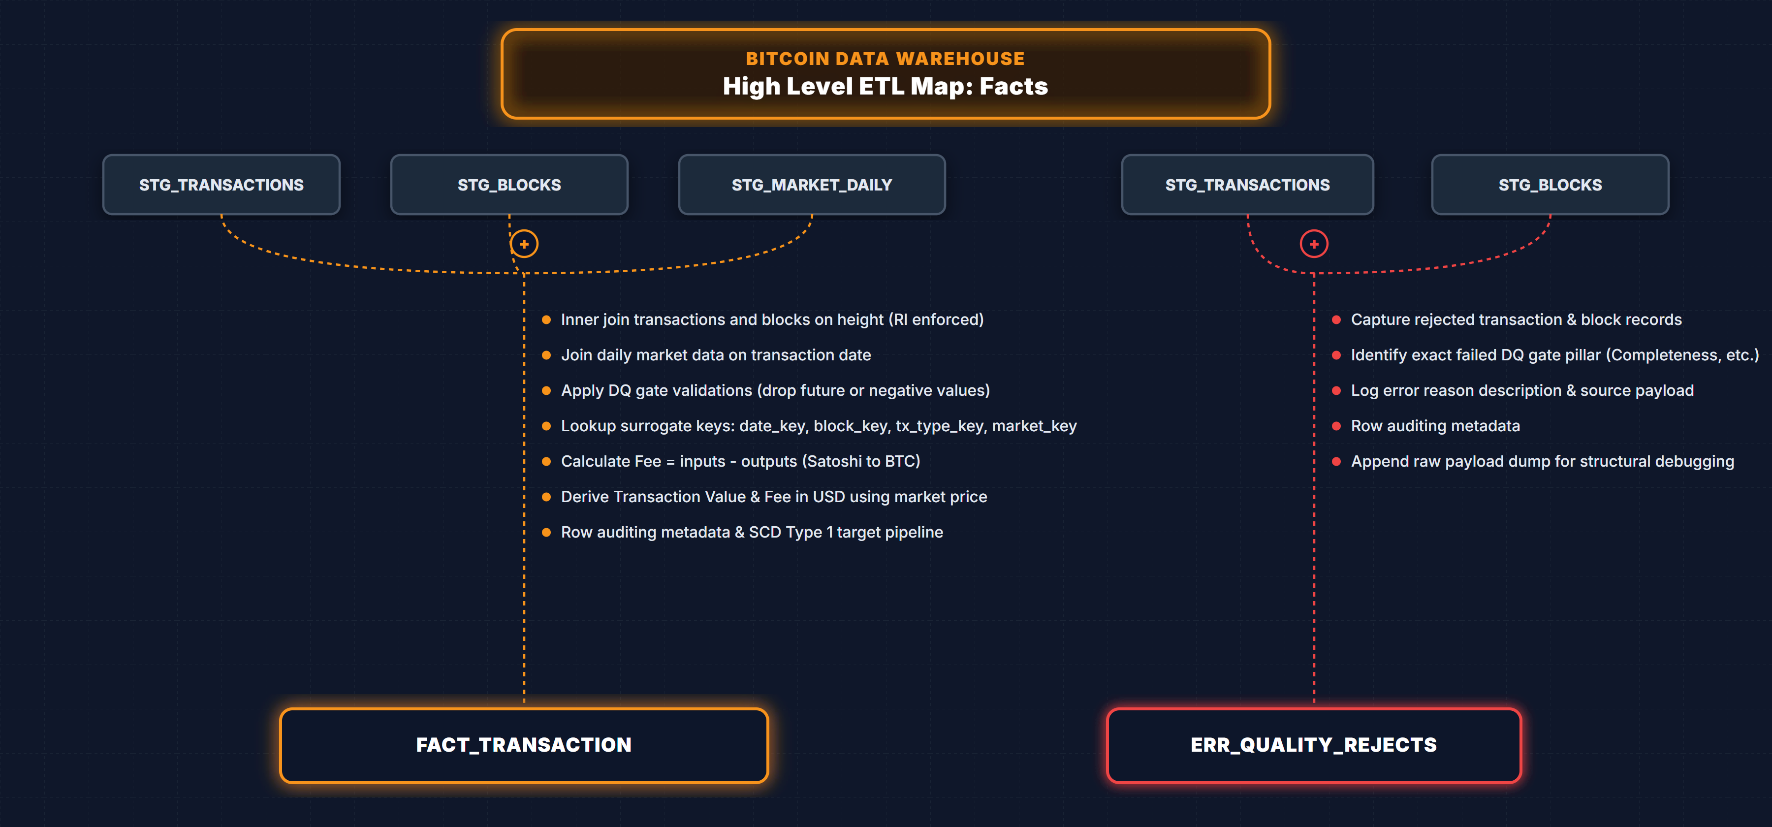 BITCOIN DATA WAREHOUSE
High Level ETL Map: Facts
STG_TRANSACTIONS
STG_BLOCKS
STG_MARKET_DAILY
STG_TRANSACTIONS
STG_BLOCKS
+
+
Inner join transactions and blocks on height (RI enforced)
Join daily market data on transaction date
Apply DQ gate validations (drop future or negative values)
Lookup surrogate keys: date_key, block_key, tx_type_key, market_key
Calculate Fee = inputs - outputs (Satoshi to BTC)
Derive Transaction Value & Fee in USD using market price
Row auditing metadata & SCD Type 1 target pipeline
Capture rejected transaction & block records
Identify exact failed DQ gate pillar (Completeness, etc.)
Log error reason description & source payload
Row auditing metadata
Append raw payload dump for structural debugging
FACT_TRANSACTION
ERR_QUALITY_REJECTS